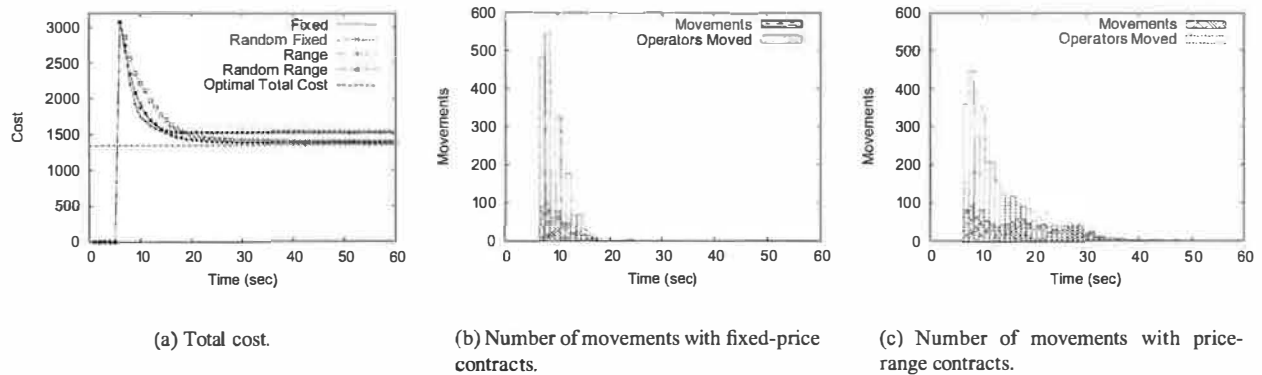 Fixed
Random Fixed
Range
Random Range
Optimal Total Cost
3000
2500
2000
1500
1000
500
0
Cost
0 10 20 30 40 50 60
Time (sec)
(a) Total cost.
Movements
Operators Moved
600
500
400
300
200
100
0
Movements
0 10 20 30 40 50 60
Time (sec)
(b) Number of movements with fixed-price
contracts.
Movements
Operators Moved
600
500
400
300
200
100
0
Movements
0 10 20 30 40 50 60
Time (sec)
(c) Number of movements with price-
range contracts.